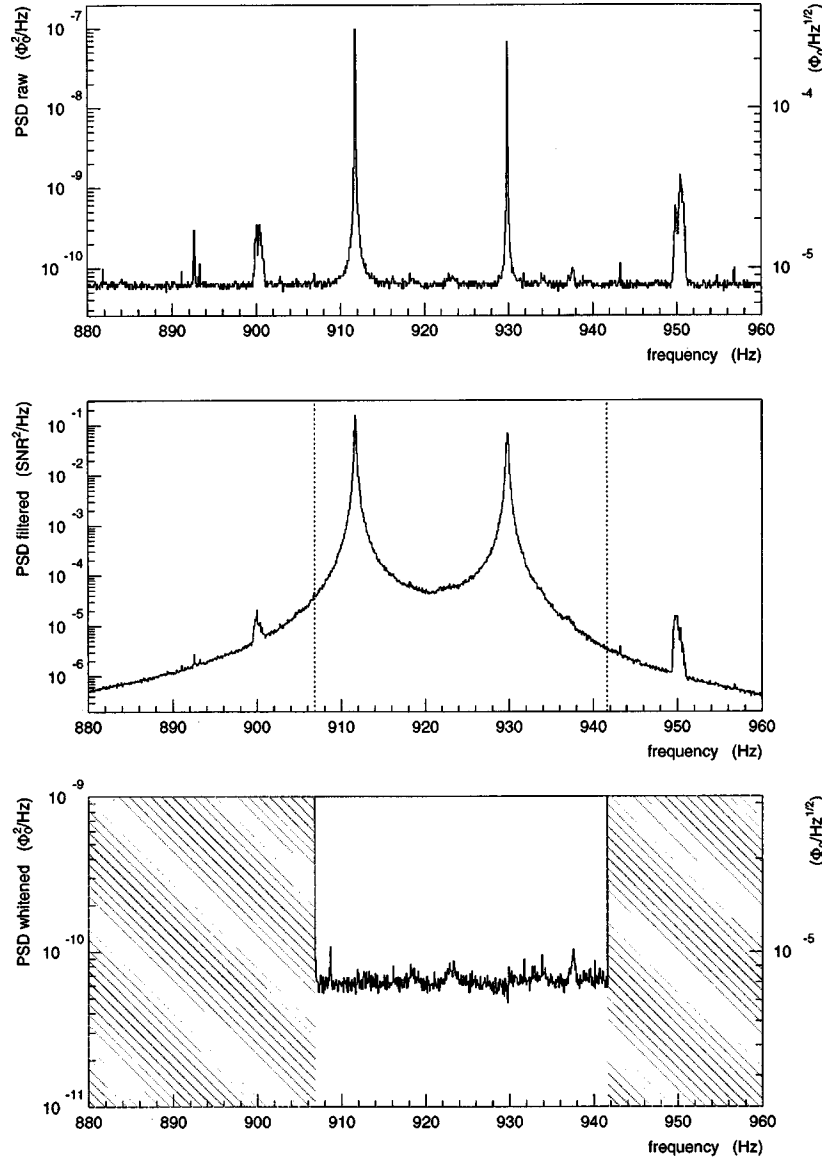 PSD raw (Φ₀²/Hz)
10⁻⁷
10⁻⁸
10⁻⁹
10⁻¹⁰
(Φ₀/Hz^1/2)
10⁻⁴
10⁻⁵
880 890 900 910 920 930 940 950 960
frequency (Hz)
PSD filtered (SNR²/Hz)
10⁻¹
10⁻²
10⁻³
10⁻⁴
10⁻⁵
10⁻⁶
880 890 900 910 920 930 940 950 960
frequency (Hz)
PSD whitened (Φ₀²/Hz)
10⁻⁹
10⁻¹⁰
10⁻¹¹
(Φ₀/Hz^1/2)
10⁻⁵
880 890 900 910 920 930 940 950 960
frequency (Hz)